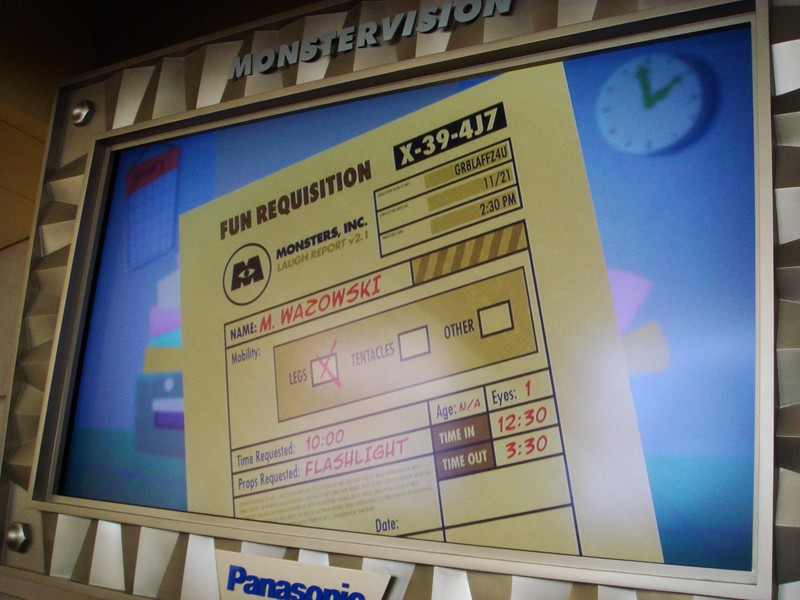 MONSTERVISION
FUN REQUISITION
X-39-4J7
GR8LAFFZ4U
11/21
2:30 PM
MONSTERS, INC.
LAUGH REPORT v2.1
NAME: M. WAZOWSKI
Mobility:
LEGS X TENTACLES OTHER
Time Requested: 10:00
Age: N/A Eyes: 1
Props Requested: FLASHLIGHT
TIME IN 12:30
TIME OUT 3:30
Date:
Panasonic